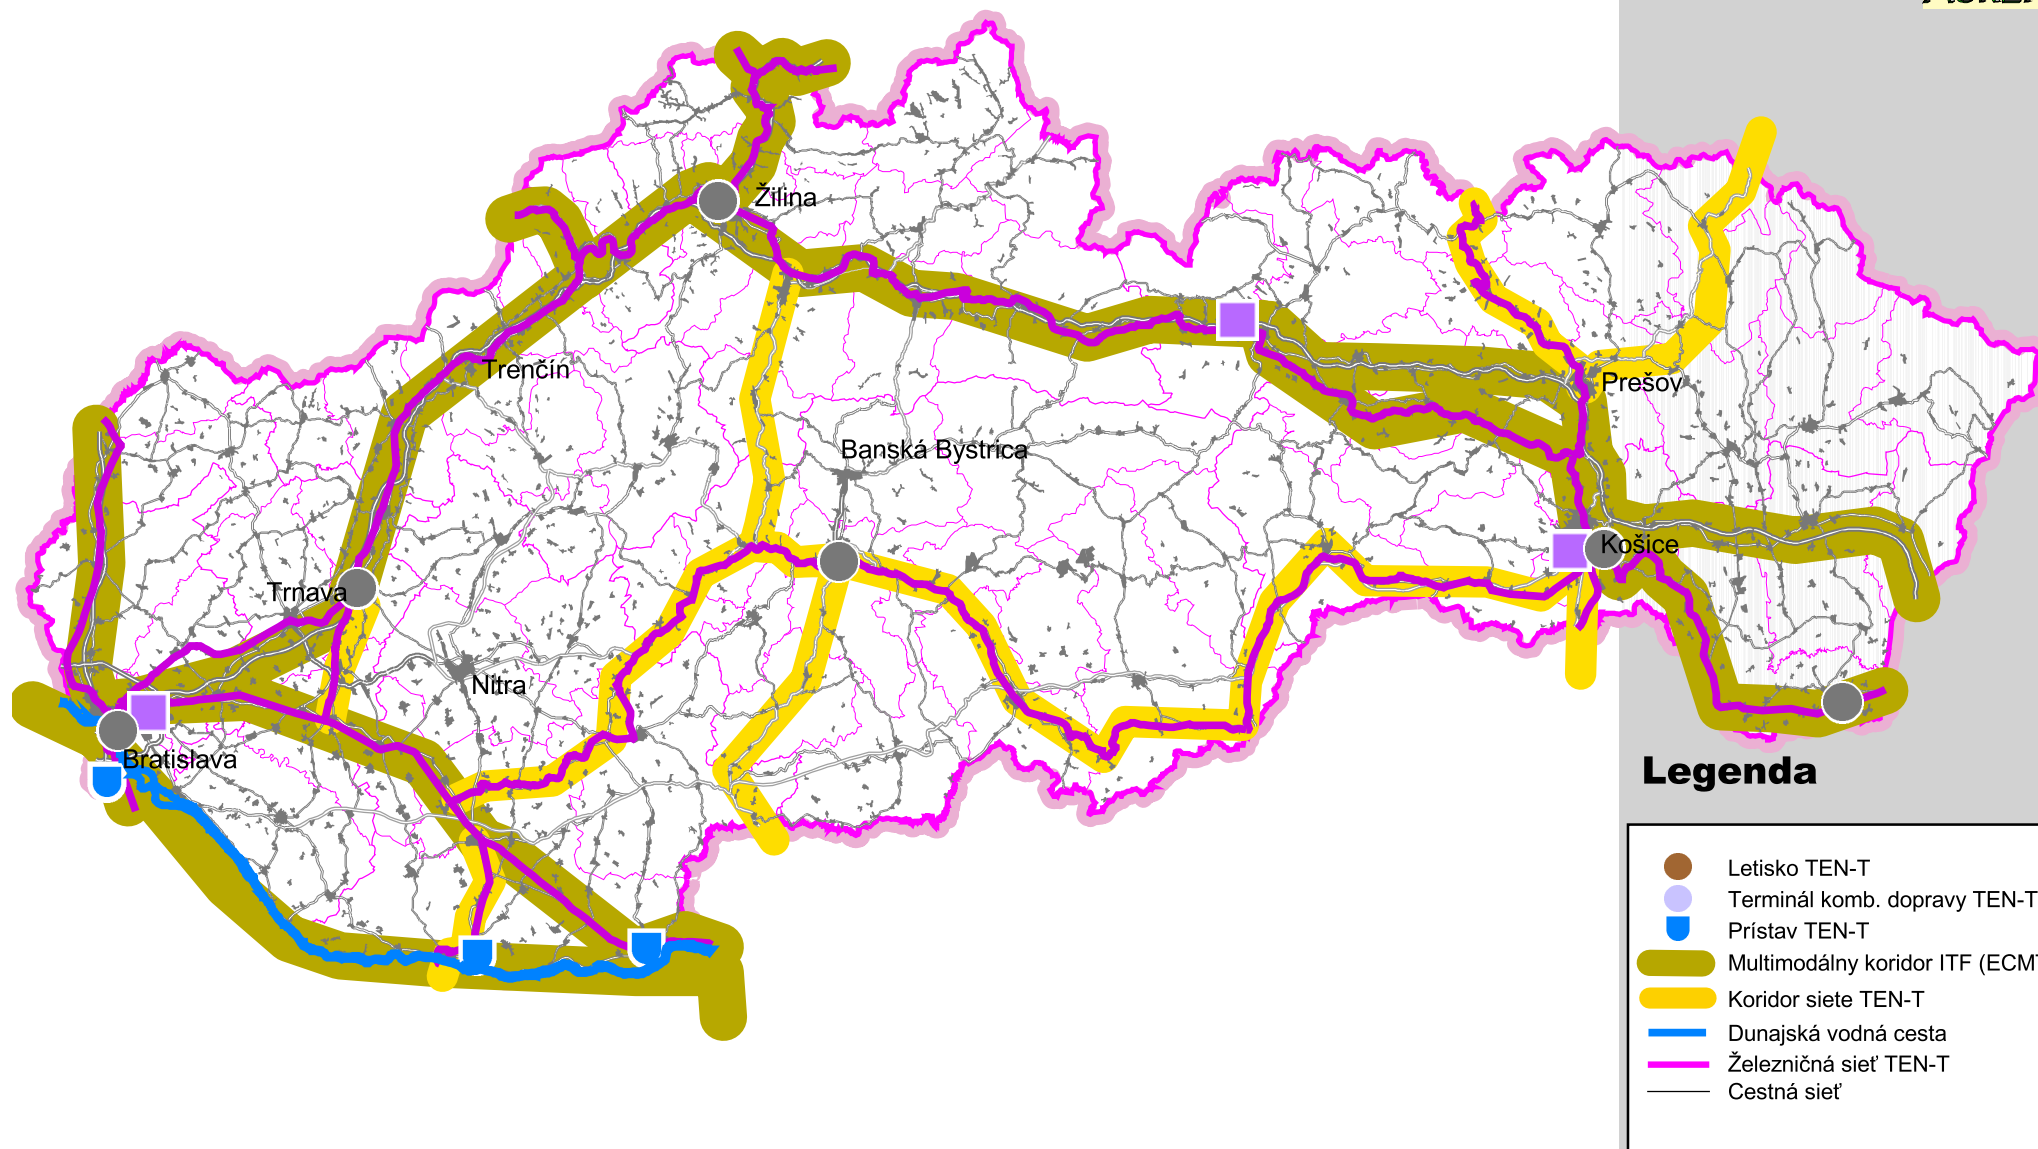 Žilina
Trenčín
Prešov
Banská Bystrica
Košice
Trnava
Nitra
Bratislava
Legenda
Letisko TEN-T
Terminál komb. dopravy TEN-T
Prístav TEN-T
Multimodálny koridor ITF (ECMT
Koridor siete TEN-T
Dunajská vodná cesta
Železničná sieť TEN-T
Cestná sieť